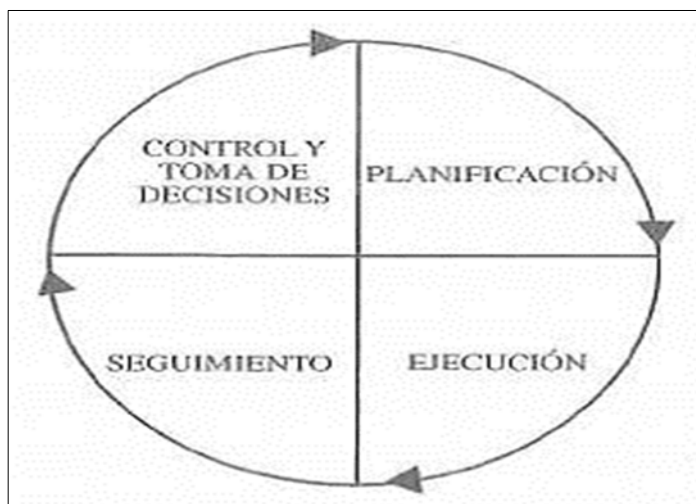 CONTROL Y
TOMA DE
DECISIONES
PLANIFICACIÓN
SEGUIMIENTO
EJECUCIÓN